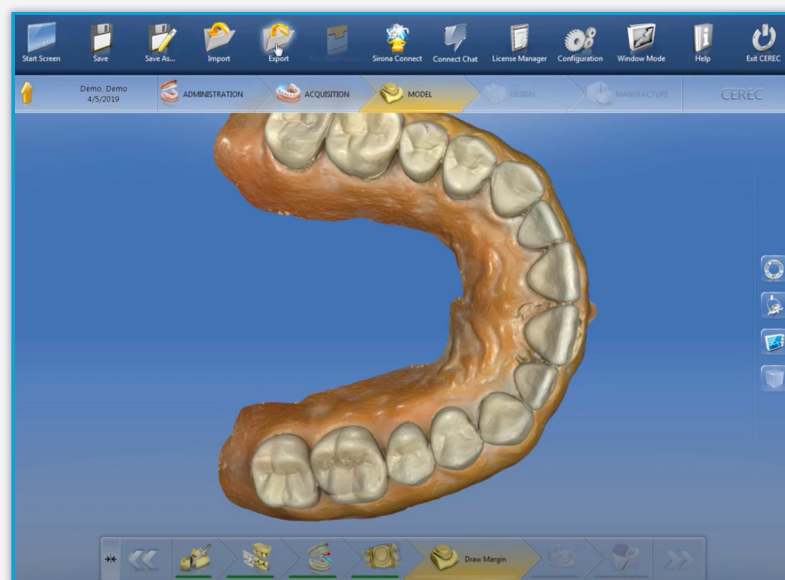 Start Screen
Save
Save As...
Import
Export
Sirona Connect
Connect Chat
License Manager
Configuration
Window Mode
Help
Exit CEREC
Demo, Demo
4/5/2019
ADMINISTRATION
ACQUISITION
MODEL
DESIGN
MANUFACTURE
CEREC
Draw Margin